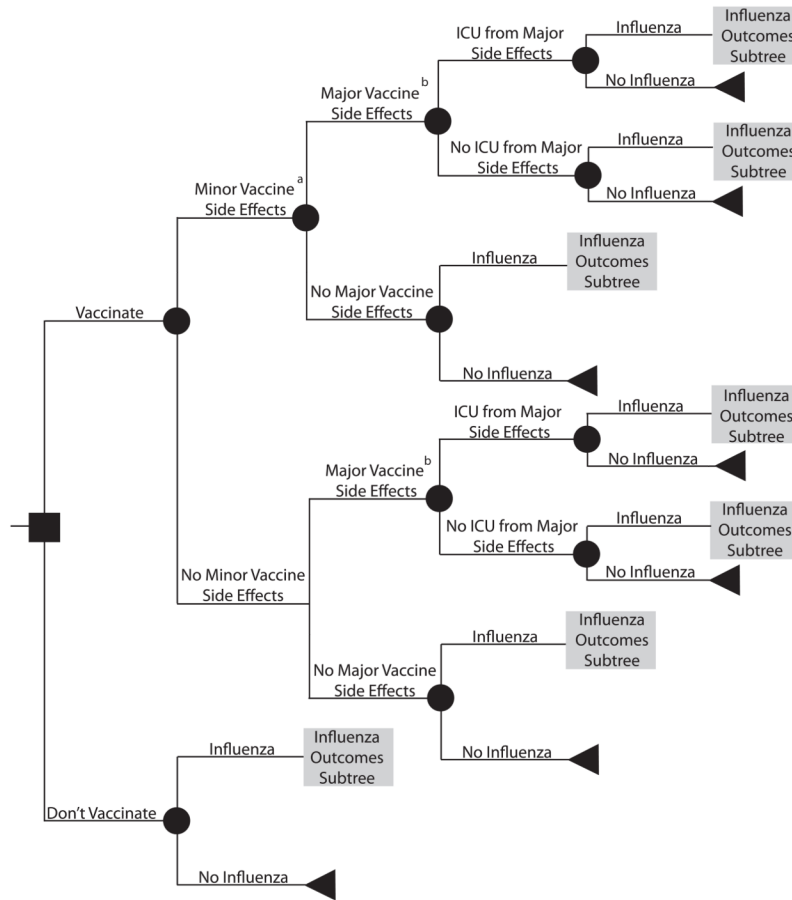 Influenza
Outcomes
Subtree
ICU from Major
Side Effects
Influenza
No Influenza
Major Vaccine b
Side Effects
No ICU from Major
Side Effects
Influenza
Influenza
Outcomes
Subtree
No Influenza
Minor Vaccine a
Side Effects
Influenza
Influenza
Outcomes
Subtree
No Major Vaccine
Side Effects
Vaccinate
No Influenza
ICU from Major
Side Effects
Influenza
Influenza
Outcomes
Subtree
No Influenza
Major Vaccine b
Side Effects
No ICU from Major
Side Effects
Influenza
Influenza
Outcomes
Subtree
No Influenza
No Minor Vaccine
Side Effects
Influenza
Influenza
Outcomes
Subtree
No Major Vaccine
Side Effects
No Influenza
Influenza
Influenza
Outcomes
Subtree
Don't Vaccinate
No Influenza